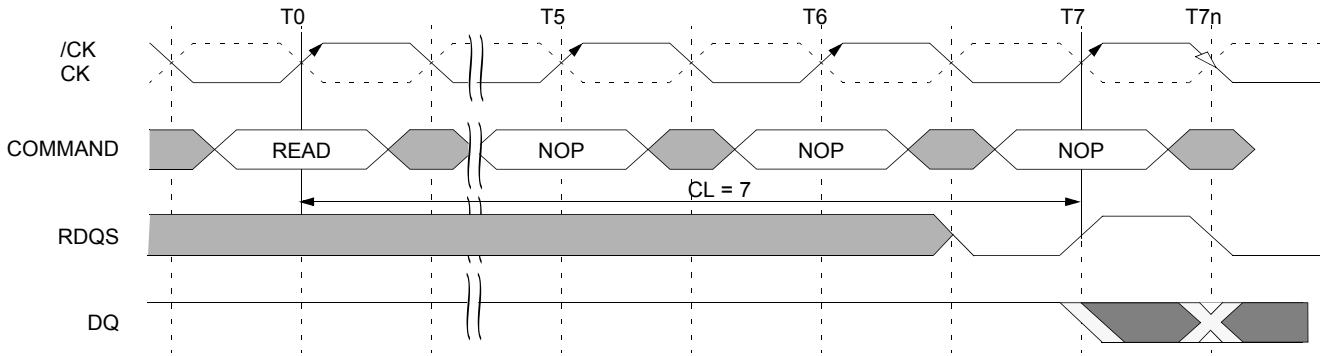 T0 T5 T6 T7 T7n
/CK
CK
COMMAND READ NOP NOP NOP
CL = 7
RDQS
DQ